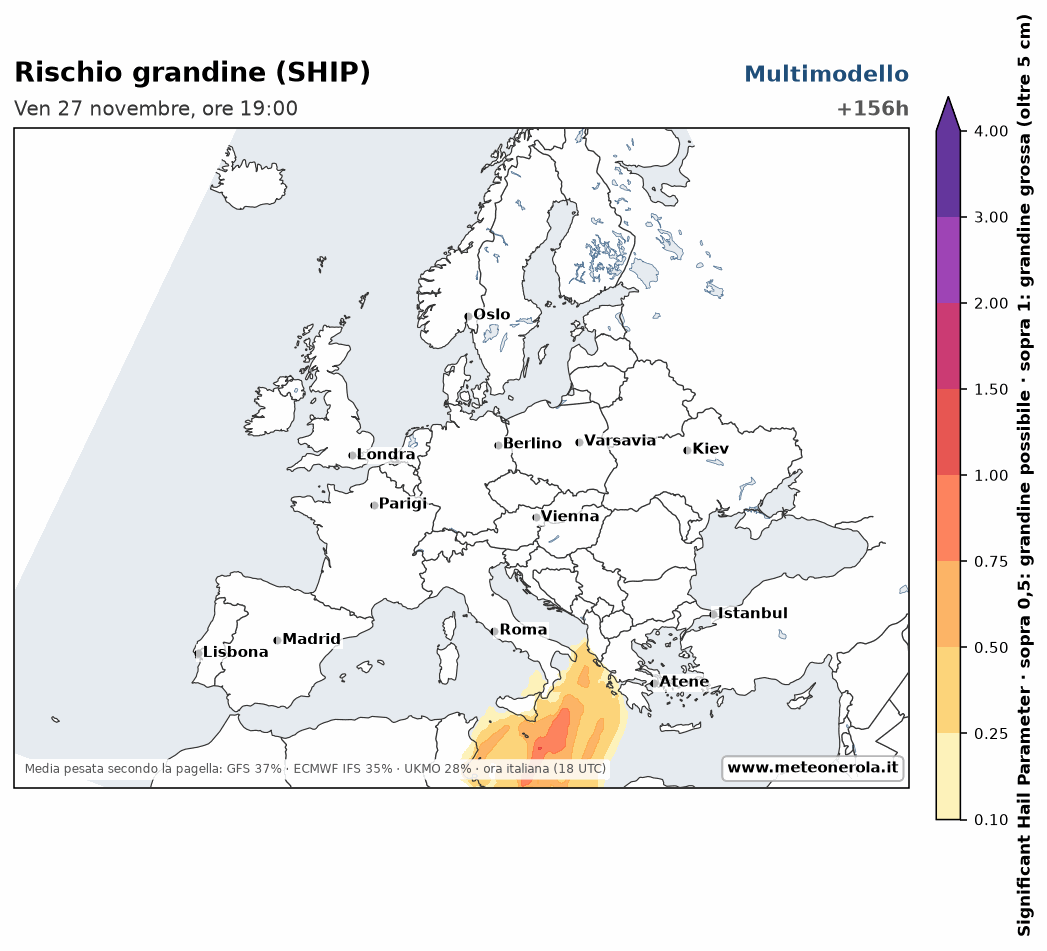 Rischio grandine (SHIP)
Multimodello
Ven 27 novembre, ore 19:00
+156h
Oslo
Londra
Berlino
Varsavia
Kiev
Parigi
Vienna
Istanbul
Roma
Madrid
Lisbona
Atene
Media pesata secondo la pagella: GFS 37% · ECMWF IFS 35% · UKMO 28% · ora italiana (18 UTC)
www.meteonerola.it
4.00
3.00
2.00
1.50
1.00
0.75
0.50
0.25
0.10
Significant Hail Parameter · sopra 0,5: grandine possibile · sopra 1: grandine grossa (oltre 5 cm)